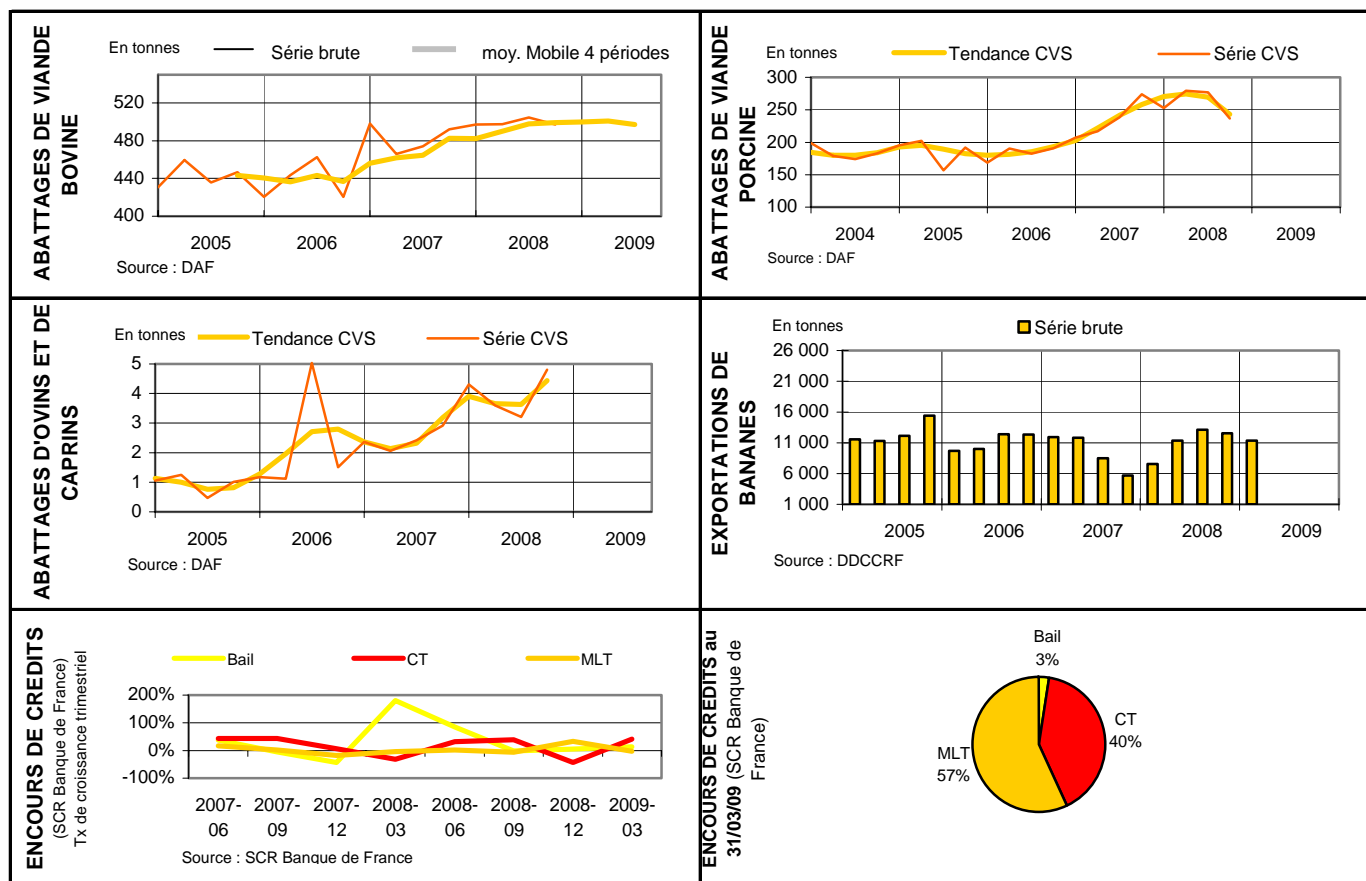 ABATTAGES DE VIANDE
BOVINE
En tonnes
Série brute
moy. Mobile 4 périodes
520
480
440
400
2005
2006
2007
2008
2009
Source : DAF
ABATTAGES DE VIANDE
PORCINE
En tonnes
Tendance CVS
Série CVS
300
250
200
150
100
2004
2005
2006
2007
2008
2009
Source : DAF
ABATTAGES D'OVINS ET DE
CAPRINS
En tonnes
Tendance CVS
Série CVS
5
4
3
2
1
0
2005
2006
2007
2008
2009
Source : DAF
EXPORTATIONS DE
BANANES
En tonnes
Série brute
26 000
21 000
16 000
11 000
6 000
1 000
2005
2006
2007
2008
2009
Source : DDCCRF
ENCOURS DE CREDITS
(SCR Banque de France)
Tx de croissance trimestriel
Bail
CT
MLT
200%
100%
0%
-100%
2007-
06
2007-
09
2007-
12
2008-
03
2008-
06
2008-
09
2008-
12
2009-
03
Source : SCR Banque de France
ENCOURS DE CREDITS au
31/03/09 (SCR Banque de
France)
Bail
3%
CT
40%
MLT
57%